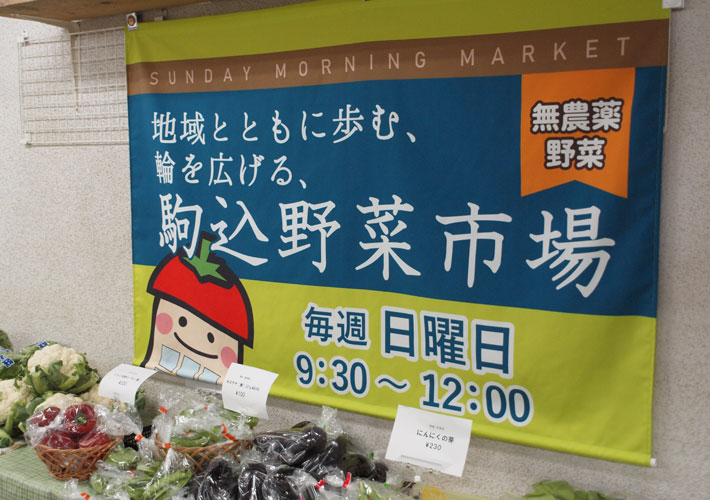 SUNDAY MORNING MARKET
地域とともに歩む、
輪を広げる、
無農薬
野菜
駒込野菜市場
毎週 日曜日
9:30～12:00
¥100
にんにくの芽
¥230